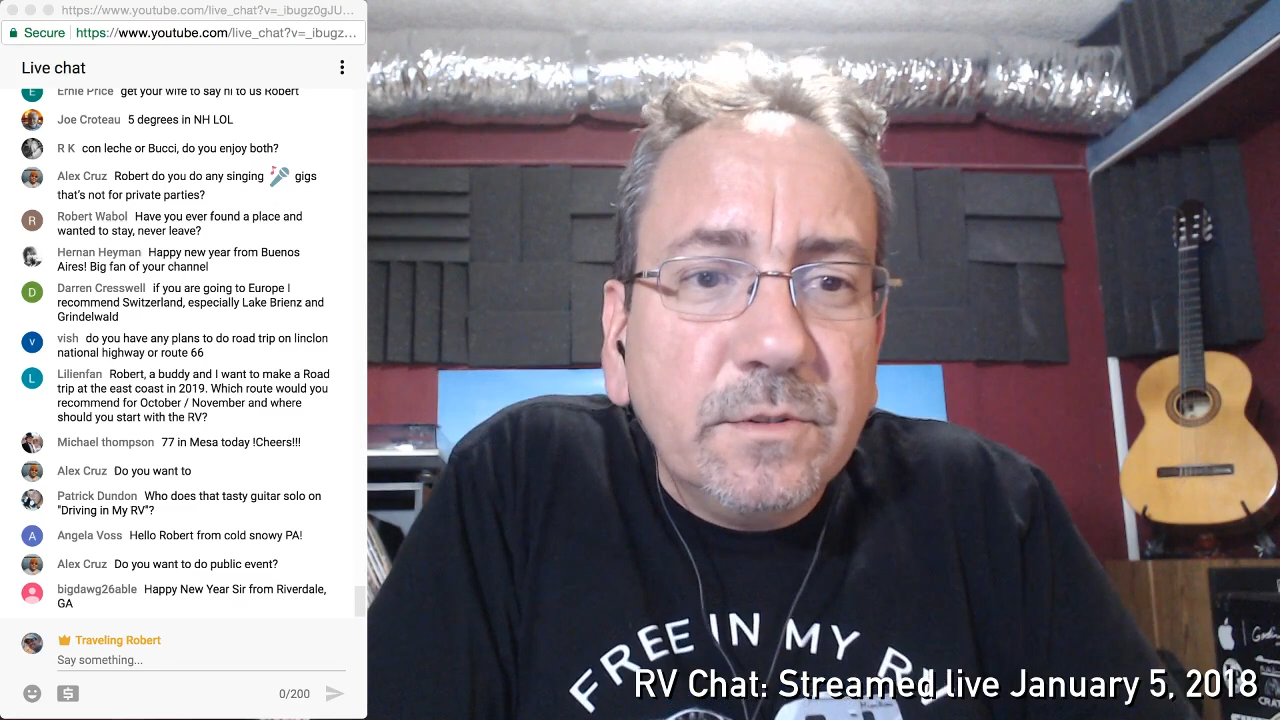 https://www.youtube.com/live_chat?v=_ibugz0gJU...
Secure https://www.youtube.com/live_chat?v=_ibugz...
Live chat
E Ernie Price get your wife to say hi to us Robert
Joe Croteau 5 degrees in NH LOL
R K con leche or Bucci, do you enjoy both?
Alex Cruz Robert do you do any singing gigs
that's not for private parties?
R Robert Wabol Have you ever found a place and
wanted to stay, never leave?
Hernan Heyman Happy new year from Buenos
Aires! Big fan of your channel
D Darren Cresswell if you are going to Europe I
recommend Switzerland, especially Lake Brienz and
Grindelwald
v vish do you have any plans to do road trip on linclon
national highway or route 66
L Lilienfan Robert, a buddy and I want to make a Road
trip at the east coast in 2019. Which route would you
recommend for October / November and where
should you start with the RV?
Michael thompson 77 in Mesa today !Cheers!!!
Alex Cruz Do you want to
Patrick Dundon Who does that tasty guitar solo on
"Driving in My RV"?
A Angela Voss Hello Robert from cold snowy PA!
Alex Cruz Do you want to do public event?
bigdawg26able Happy New Year Sir from Riverdale,
GA
Traveling Robert
Say something...
0/200
FREE IN MY RV
RV Chat: Streamed live January 5, 2018